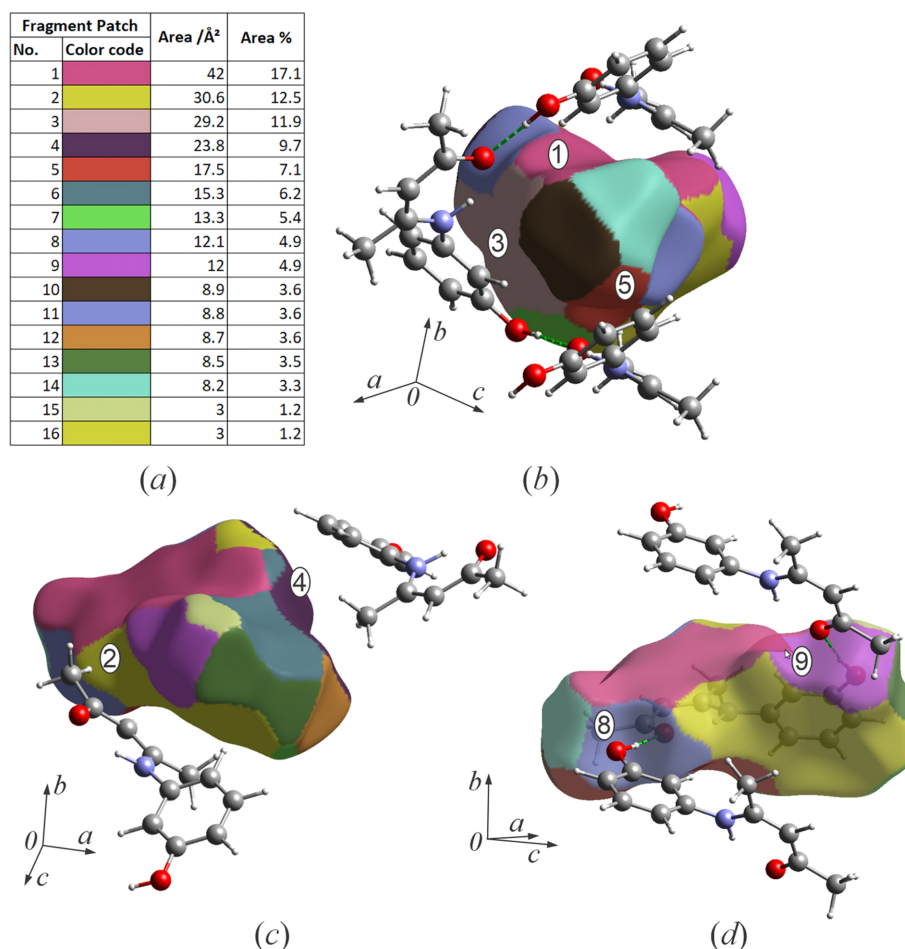 Fragment Patch Area /Å² Area %
No. Color code
1 42 17.1
2 30.6 12.5
3 29.2 11.9
4 23.8 9.7
5 17.5 7.1
6 15.3 6.2
7 13.3 5.4
8 12.1 4.9
9 12 4.9
10 8.9 3.6
11 8.8 3.6
12 8.7 3.6
13 8.5 3.5
14 8.2 3.3
15 3 1.2
16 3 1.2
(a)
1
3
5
b
a
0
c
(b)
4
2
b
0
a
c
(c)
9
8
b
a
0
c
(d)